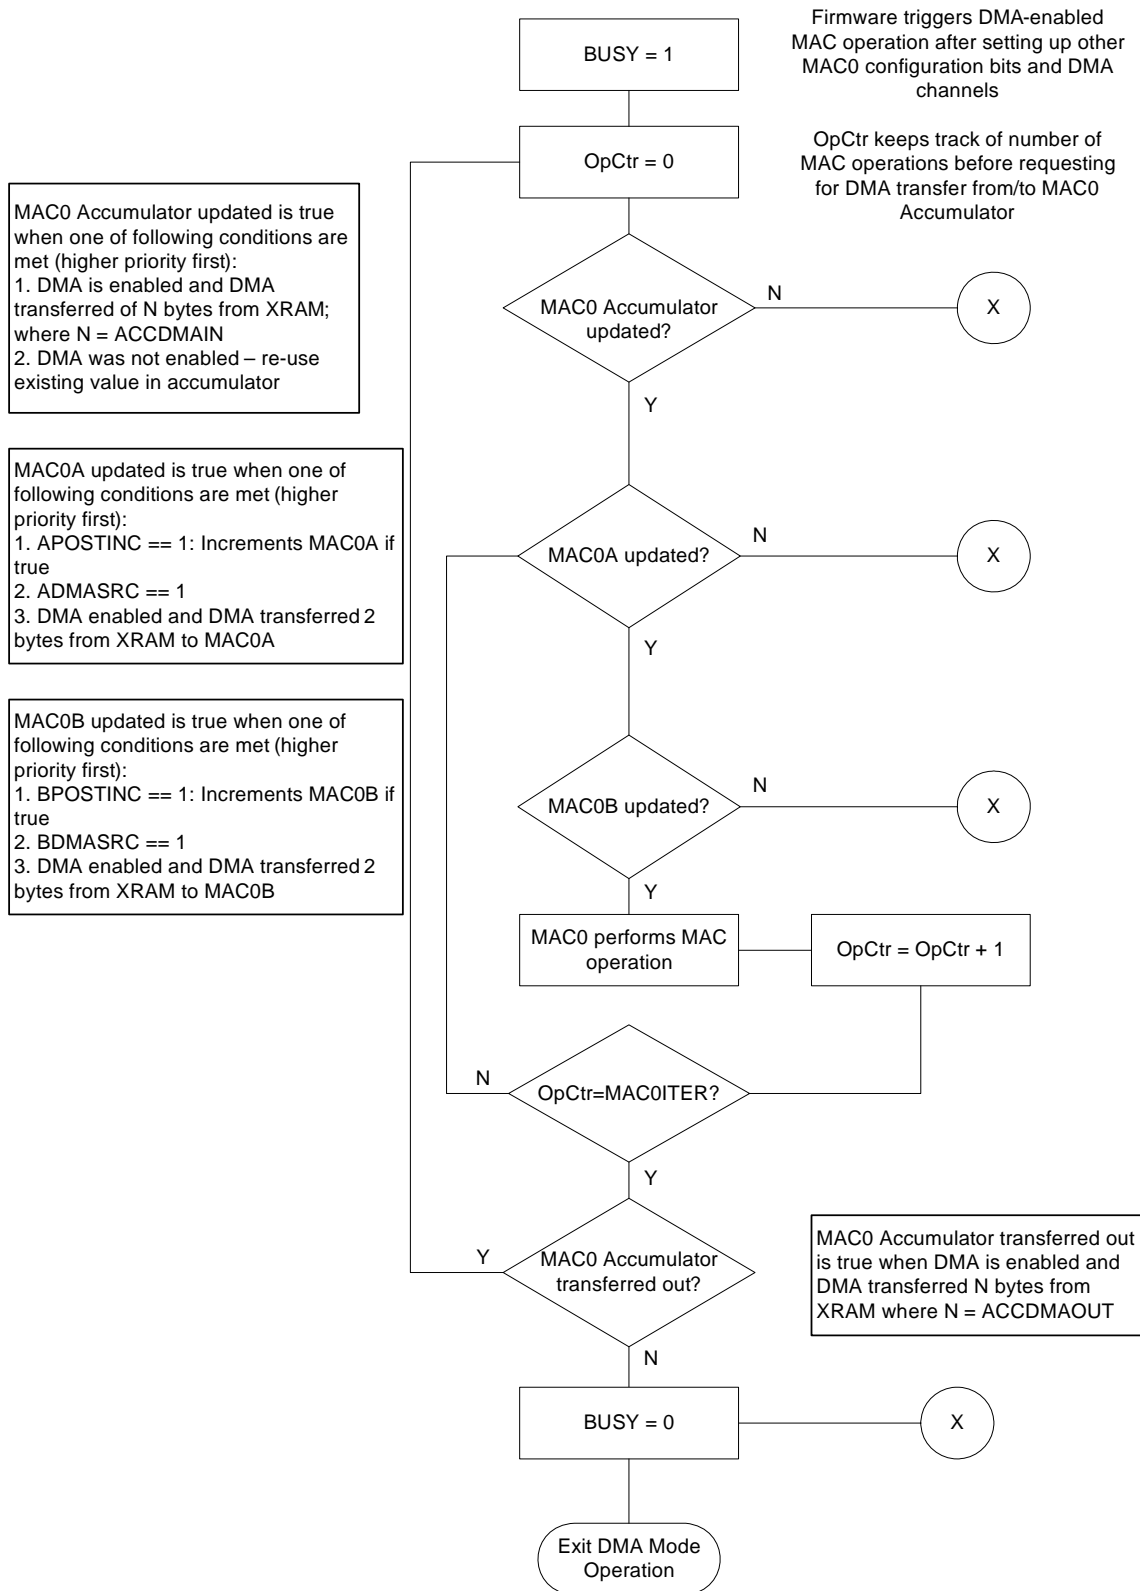 BUSY = 1
Firmware triggers DMA-enabled
MAC operation after setting up other
MAC0 configuration bits and DMA
channels
OpCtr = 0
OpCtr keeps track of number of
MAC operations before requesting
for DMA transfer from/to MAC0
Accumulator
MAC0 Accumulator updated is true
when one of following conditions are
met (higher priority first):
1. DMA is enabled and DMA
transferred of N bytes from XRAM;
where N = ACCDMAIN
2. DMA was not enabled – re-use
existing value in accumulator
MAC0 Accumulator
updated?
N
X
Y
MAC0A updated is true when one of
following conditions are met (higher
priority first):
1. APOSTINC == 1: Increments MAC0A if
true
2. ADMASRC == 1
3. DMA enabled and DMA transferred 2
bytes from XRAM to MAC0A
MAC0A updated?
N
X
Y
MAC0B updated is true when one of
following conditions are met (higher
priority first):
1. BPOSTINC == 1: Increments MAC0B if
true
2. BDMASRC == 1
3. DMA enabled and DMA transferred 2
bytes from XRAM to MAC0B
MAC0B updated?
N
X
Y
MAC0 performs MAC
operation
OpCtr = OpCtr + 1
N
OpCtr=MAC0ITER?
Y
Y
MAC0 Accumulator
transferred out?
MAC0 Accumulator transferred out
is true when DMA is enabled and
DMA transferred N bytes from
XRAM where N = ACCDMAOUT
N
BUSY = 0
X
Exit DMA Mode
Operation